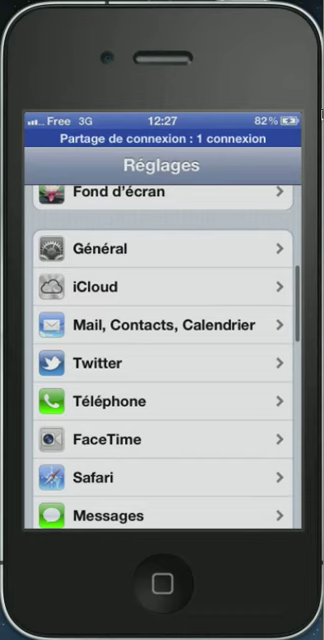 Free 3G 12:27 82 %
Partage de connexion : 1 connexion
Réglages
Fond d'écran
Général
iCloud
Mail, Contacts, Calendrier
Twitter
Téléphone
FaceTime
Safari
Messages